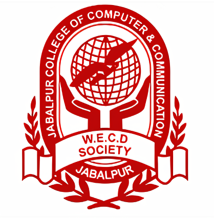 JABALPUR COLLEGE OF COMPUTER & COMMUNICATION
W.E.C.D
SOCIETY
JABALPUR